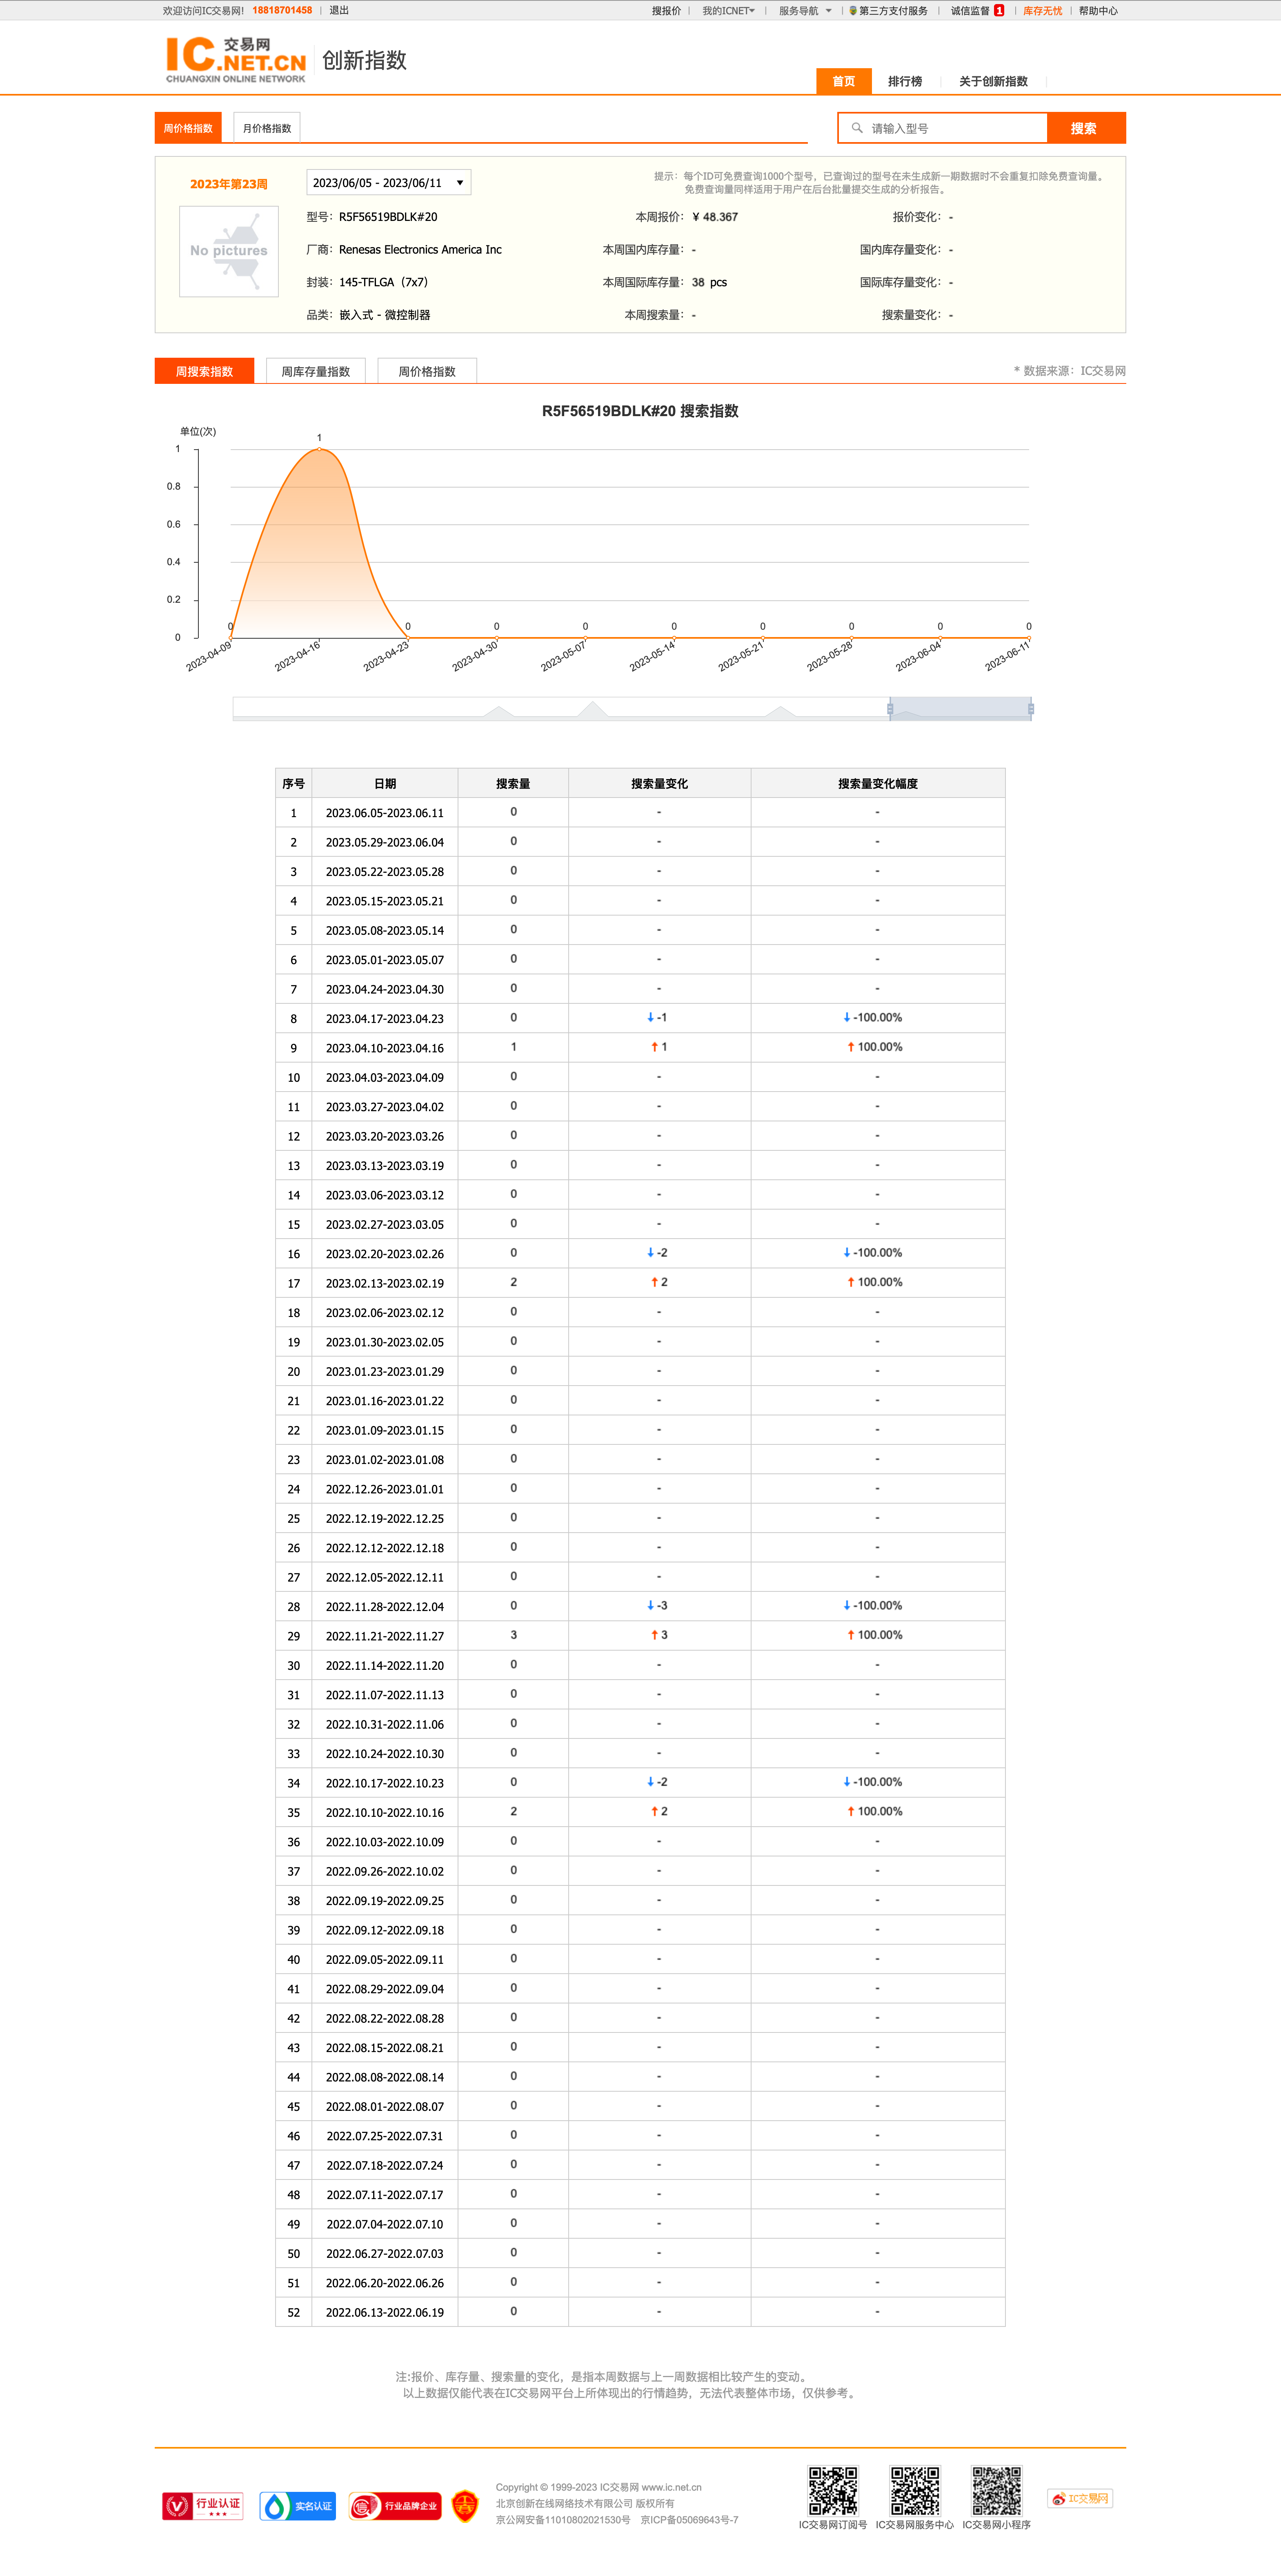 欢迎访问IC交易网! 18818701458 | 退出 搜报价 | 我的ICNET | 服务导航 | 第三方支付服务 | 诚信监督 1 | 库存无忧 | 帮助中心
IC 交易网
.NET.CN
CHUANGXIN ONLINE NETWORK
创新指数
首页 排行榜 关于创新指数
周价格指数 月价格指数 请输入型号 搜索
2023年第23周 2023/06/05 - 2023/06/11
提示：每个ID可免费查询1000个型号，已查询过的型号在未生成新一期数据时不会重复扣除免费查询量。
免费查询量同样适用于用户在后台批量提交生成的分析报告。
No pictures
型号：R5F56519BDLK#20 本周报价：¥ 48.367 报价变化：-
厂商：Renesas Electronics America Inc 本周国内库存量：- 国内库存量变化：-
封装：145-TFLGA（7x7） 本周国际库存量：38 pcs 国际库存量变化：-
品类：嵌入式 - 微控制器 本周搜索量：- 搜索量变化：-
周搜索指数 周库存量指数 周价格指数 * 数据来源：IC交易网
R5F56519BDLK#20 搜索指数
单位(次)
1
0.8
0.6
0.4
0.2
0
0 1 0 0 0 0 0 0 0 0
2023-04-09 2023-04-16 2023-04-23 2023-04-30 2023-05-07 2023-05-14 2023-05-21 2023-05-28 2023-06-04 2023-06-11
序号 日期 搜索量 搜索量变化 搜索量变化幅度
1 2023.06.05-2023.06.11 0 - -
2 2023.05.29-2023.06.04 0 - -
3 2023.05.22-2023.05.28 0 - -
4 2023.05.15-2023.05.21 0 - -
5 2023.05.08-2023.05.14 0 - -
6 2023.05.01-2023.05.07 0 - -
7 2023.04.24-2023.04.30 0 - -
8 2023.04.17-2023.04.23 0 ↓ -1 ↓ -100.00%
9 2023.04.10-2023.04.16 1 ↑ 1 ↑ 100.00%
10 2023.04.03-2023.04.09 0 - -
11 2023.03.27-2023.04.02 0 - -
12 2023.03.20-2023.03.26 0 - -
13 2023.03.13-2023.03.19 0 - -
14 2023.03.06-2023.03.12 0 - -
15 2023.02.27-2023.03.05 0 - -
16 2023.02.20-2023.02.26 0 ↓ -2 ↓ -100.00%
17 2023.02.13-2023.02.19 2 ↑ 2 ↑ 100.00%
18 2023.02.06-2023.02.12 0 - -
19 2023.01.30-2023.02.05 0 - -
20 2023.01.23-2023.01.29 0 - -
21 2023.01.16-2023.01.22 0 - -
22 2023.01.09-2023.01.15 0 - -
23 2023.01.02-2023.01.08 0 - -
24 2022.12.26-2023.01.01 0 - -
25 2022.12.19-2022.12.25 0 - -
26 2022.12.12-2022.12.18 0 - -
27 2022.12.05-2022.12.11 0 - -
28 2022.11.28-2022.12.04 0 ↓ -3 ↓ -100.00%
29 2022.11.21-2022.11.27 3 ↑ 3 ↑ 100.00%
30 2022.11.14-2022.11.20 0 - -
31 2022.11.07-2022.11.13 0 - -
32 2022.10.31-2022.11.06 0 - -
33 2022.10.24-2022.10.30 0 - -
34 2022.10.17-2022.10.23 0 ↓ -2 ↓ -100.00%
35 2022.10.10-2022.10.16 2 ↑ 2 ↑ 100.00%
36 2022.10.03-2022.10.09 0 - -
37 2022.09.26-2022.10.02 0 - -
38 2022.09.19-2022.09.25 0 - -
39 2022.09.12-2022.09.18 0 - -
40 2022.09.05-2022.09.11 0 - -
41 2022.08.29-2022.09.04 0 - -
42 2022.08.22-2022.08.28 0 - -
43 2022.08.15-2022.08.21 0 - -
44 2022.08.08-2022.08.14 0 - -
45 2022.08.01-2022.08.07 0 - -
46 2022.07.25-2022.07.31 0 - -
47 2022.07.18-2022.07.24 0 - -
48 2022.07.11-2022.07.17 0 - -
49 2022.07.04-2022.07.10 0 - -
50 2022.06.27-2022.07.03 0 - -
51 2022.06.20-2022.06.26 0 - -
52 2022.06.13-2022.06.19 0 - -
注:报价、库存量、搜索量的变化，是指本周数据与上一周数据相比较产生的变动。
以上数据仅能代表在IC交易网平台上所体现出的行情趋势，无法代表整体市场，仅供参考。
行业认证 实名认证 行业品牌企业
Copyright © 1999-2023 IC交易网 www.ic.net.cn
北京创新在线网络技术有限公司 版权所有
京公网安备11010802021530号 京ICP备05069643号-7
IC交易网订阅号 IC交易网服务中心 IC交易网小程序
IC交易网